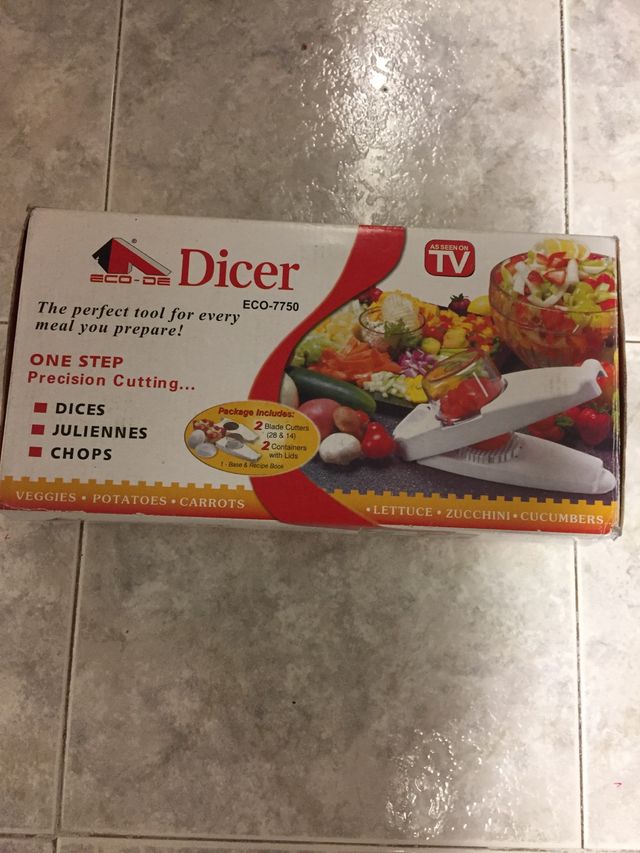 ECO-DE
®
Dicer
ECO-7750
AS SEEN ON
TV
The perfect tool for every
meal you prepare!
ONE STEP
Precision Cutting...
DICES
JULIENNES
CHOPS
Package Includes:
2 Blade Cutters
(28 & 14)
2 Containers
with Lids
1 - Base & Recipe Book
VEGGIES • POTATOES • CARROTS
• LETTUCE • ZUCCHINI • CUCUMBERS